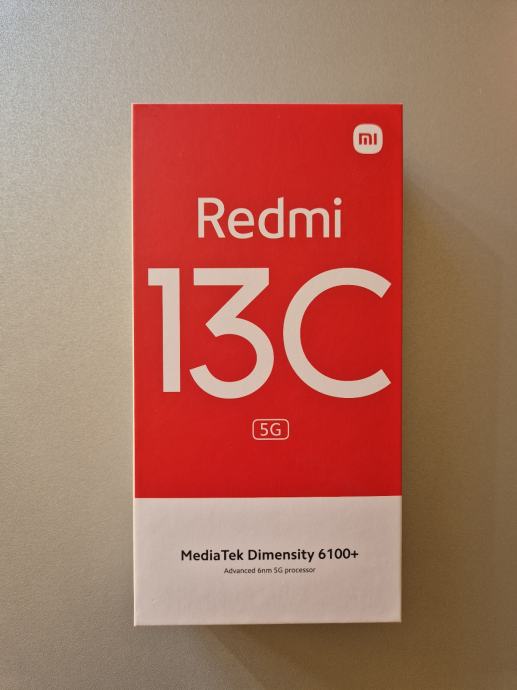 mi
Redmi
13C
5G
MediaTek Dimensity 6100+
Advanced 6nm 5G processor